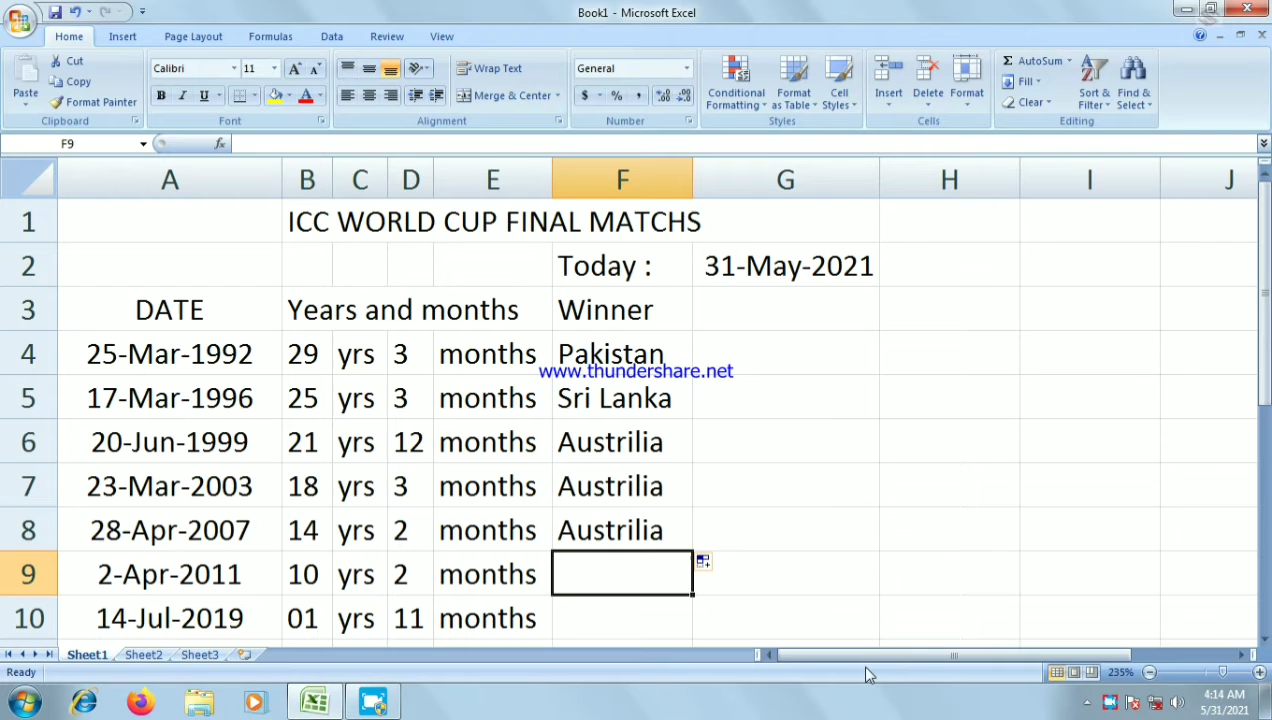 Book1 - Microsoft Excel
Home Insert Page Layout Formulas Data Review View
Cut
Copy
Format Painter
Paste
Clipboard
Calibri 11
B I U
Font
Wrap Text
Merge & Center
Alignment
General
$ % ,
Number
Conditional Formatting
Format as Table
Cell Styles
Styles
Insert Delete Format
Cells
Σ AutoSum
Fill
Clear
Sort & Filter
Find & Select
Editing
F9 fx
A B C D E F G H I J
1 ICC WORLD CUP FINAL MATCHS
2 Today : 31-May-2021
3 DATE Years and months Winner
4 25-Mar-1992 29 yrs 3 months Pakistan
www.thundershare.net
5 17-Mar-1996 25 yrs 3 months Sri Lanka
6 20-Jun-1999 21 yrs 12 months Austrilia
7 23-Mar-2003 18 yrs 3 months Austrilia
8 28-Apr-2007 14 yrs 2 months Austrilia
9 2-Apr-2011 10 yrs 2 months
10 14-Jul-2019 01 yrs 11 months
Sheet1 Sheet2 Sheet3
Ready 235%
4:14 AM
5/31/2021